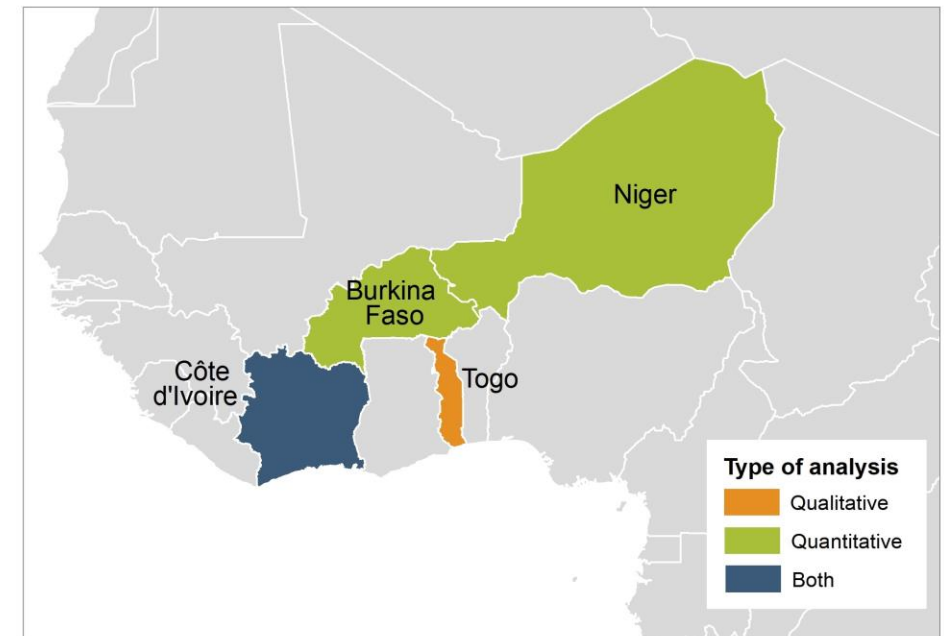 Niger
Burkina
Faso
Côte
d'Ivoire
Togo
Type of analysis
Qualitative
Quantitative
Both